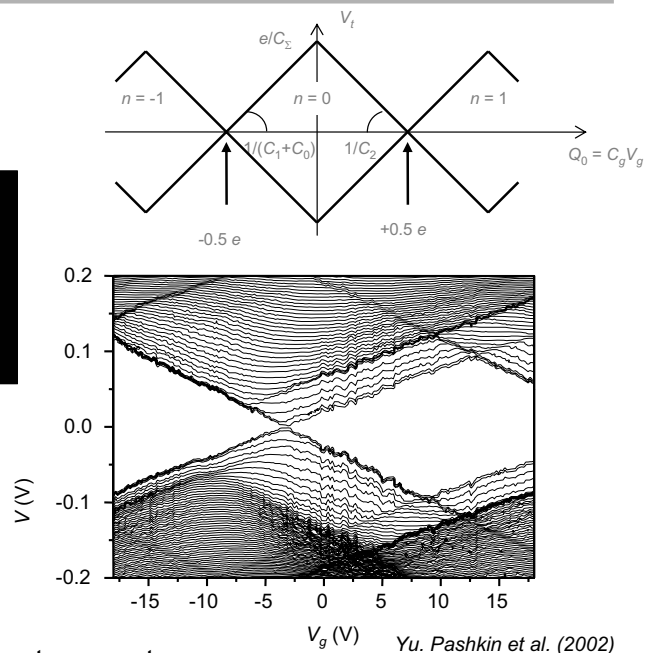 V_t
e/C_Σ
n = -1
n = 0
n = 1
1/(C_1+C_0)
1/C_2
Q_0 = C_gV_g
-0.5 e
+0.5 e
0.2
0.1
0.0
-0.1
-0.2
V (V)
-15 -10 -5 0 5 10 15
V_g (V)
Yu. Pashkin et al. (2002)